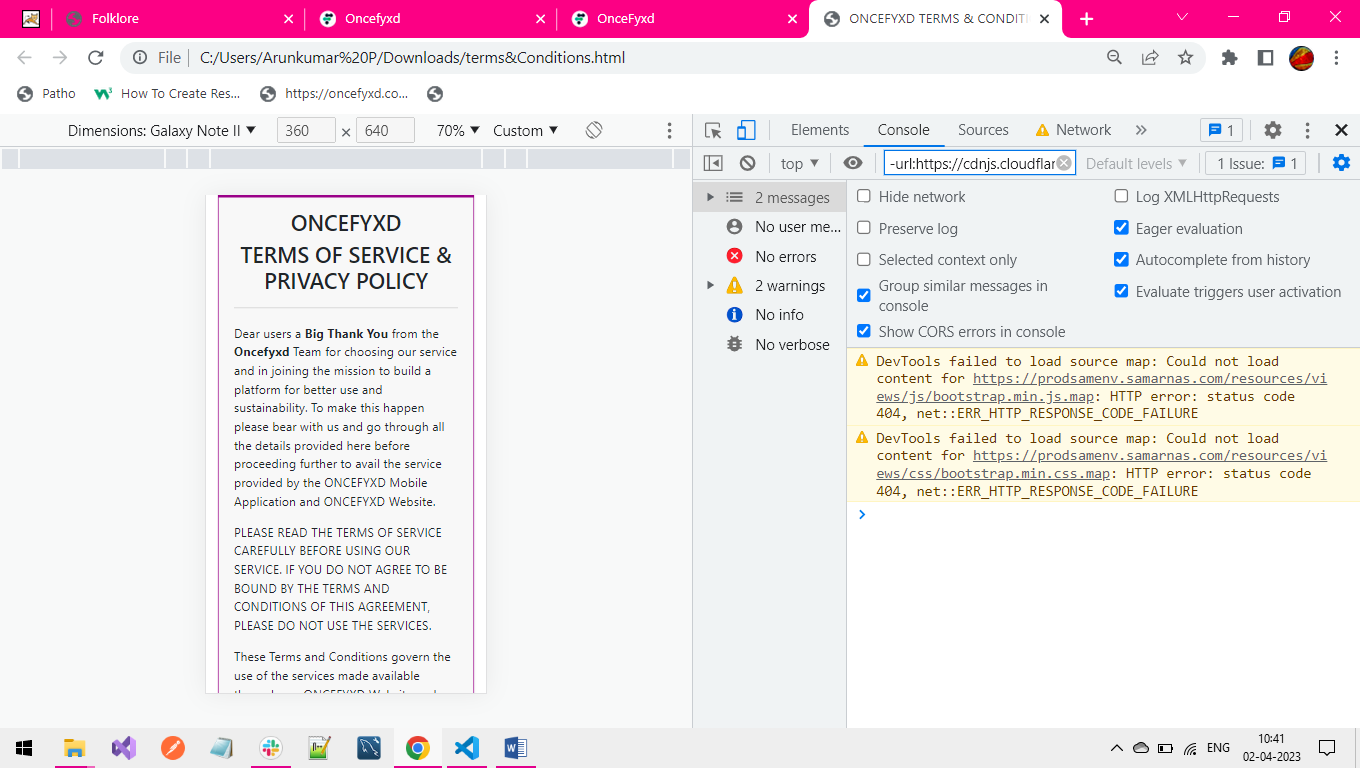 Folklore
Oncefyxd
OnceFyxd
ONCEFYXD TERMS & CONDITI
File
C:/Users/Arunkumar%20P/Downloads/terms&Conditions.html
Patho
How To Create Res...
https://oncefyxd.co...
Dimensions: Galaxy Note II
360 × 640
70%
Custom
Elements
Console
Sources
Network
1
top
-url:https://cdnjs.cloudflar
Default levels
1 Issue: 1
2 messages
No user me...
No errors
2 warnings
No info
No verbose
Hide network
Log XMLHttpRequests
Preserve log
Eager evaluation
Selected context only
Autocomplete from history
Group similar messages in
console
Evaluate triggers user activation
Show CORS errors in console
DevTools failed to load source map: Could not load
content for https://prodsamenv.samarnas.com/resources/vi
ews/js/bootstrap.min.js.map: HTTP error: status code
404, net::ERR_HTTP_RESPONSE_CODE_FAILURE
DevTools failed to load source map: Could not load
content for https://prodsamenv.samarnas.com/resources/vi
ews/css/bootstrap.min.css.map: HTTP error: status code
404, net::ERR_HTTP_RESPONSE_CODE_FAILURE
ONCEFYXD
TERMS OF SERVICE &
PRIVACY POLICY
Dear users a Big Thank You from the
Oncefyxd Team for choosing our service
and in joining the mission to build a
platform for better use and
sustainability. To make this happen
please bear with us and go through all
the details provided here before
proceeding further to avail the service
provided by the ONCEFYXD Mobile
Application and ONCEFYXD Website.
PLEASE READ THE TERMS OF SERVICE
CAREFULLY BEFORE USING OUR
SERVICE. IF YOU DO NOT AGREE TO BE
BOUND BY THE TERMS AND
CONDITIONS OF THIS AGREEMENT,
PLEASE DO NOT USE THE SERVICES.
These Terms and Conditions govern the
use of the services made available
ENG
10:41
02-04-2023